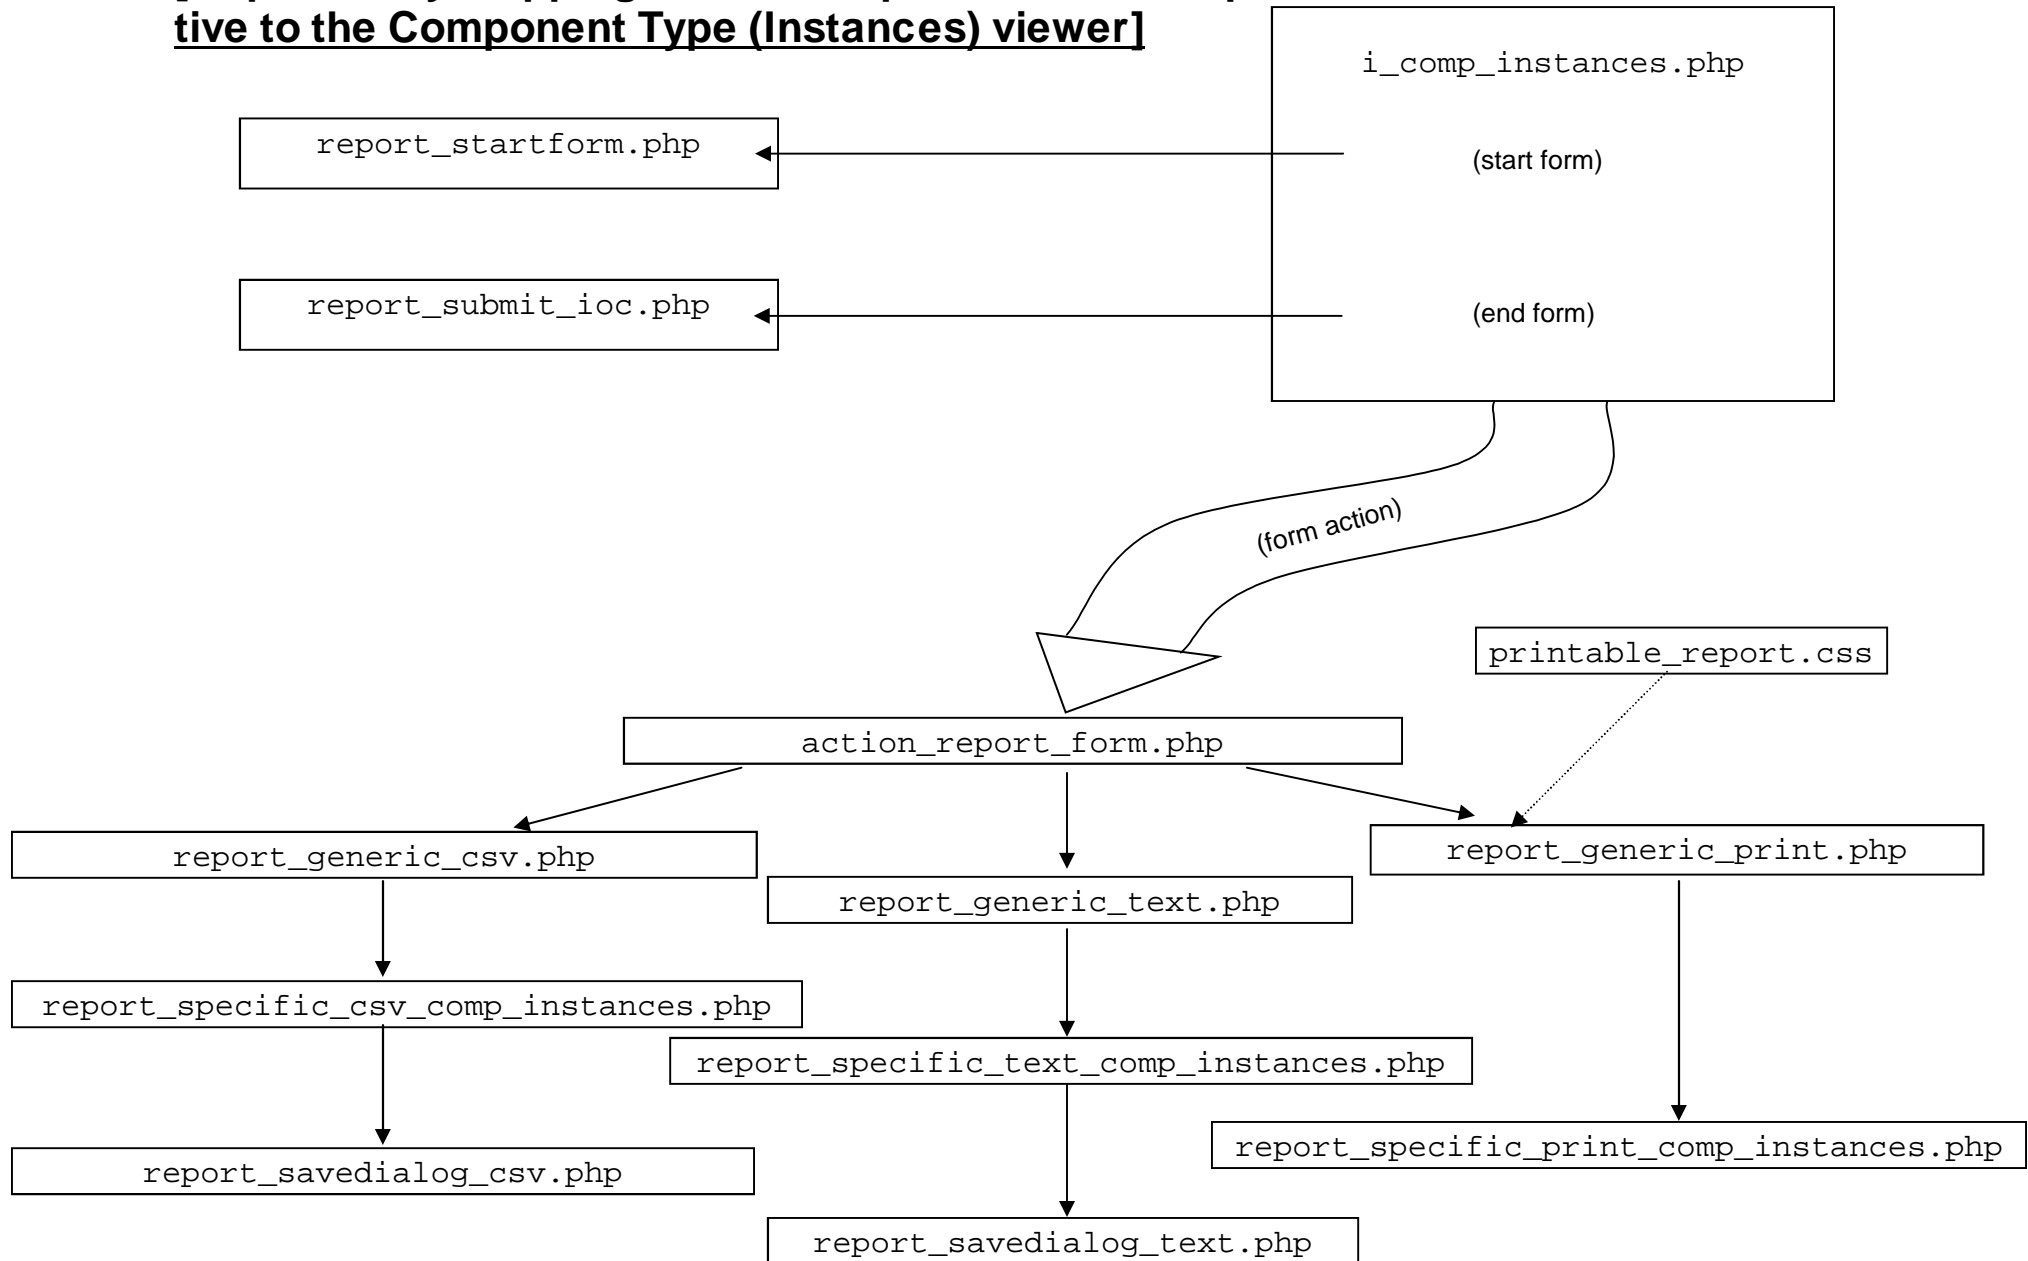 tive to the Component Type (Instances) viewer]
i_comp_instances.php
report_startform.php
(start form)
report_submit_ioc.php
(end form)
(form action)
printable_report.css
action_report_form.php
report_generic_csv.php
report_generic_print.php
report_generic_text.php
report_specific_csv_comp_instances.php
report_specific_text_comp_instances.php
report_specific_print_comp_instances.php
report_savedialog_csv.php
report_savedialog_text.php